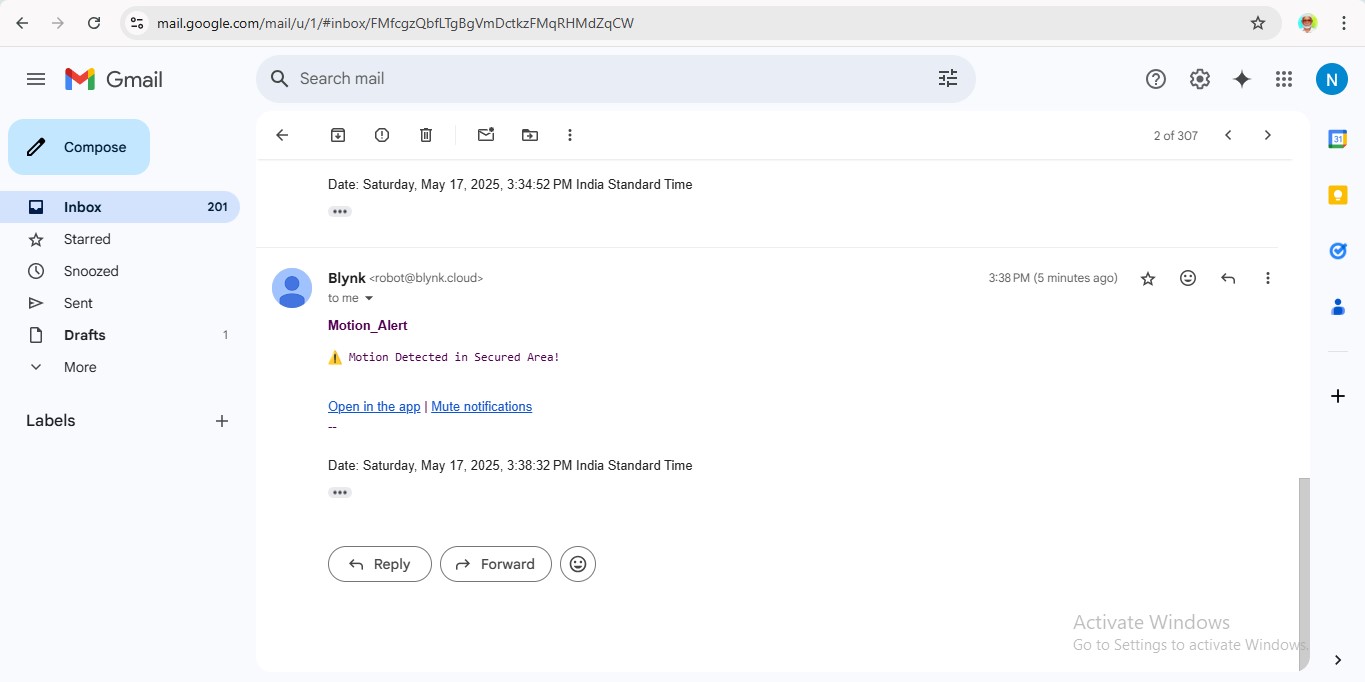 mail.google.com/mail/u/1/#inbox/FMfcgzQbfLTgBgVmDctkzFMqRHMdZqCW
Gmail
Search mail
N
Compose
2 of 307
31
Inbox 201
Starred
Snoozed
Sent
Drafts 1
More
Labels
Date: Saturday, May 17, 2025, 3:34:52 PM India Standard Time
Blynk <robot@blynk.cloud>
3:38 PM (5 minutes ago)
to me
Motion_Alert
⚠️ Motion Detected in Secured Area!
Open in the app | Mute notifications
--
Date: Saturday, May 17, 2025, 3:38:32 PM India Standard Time
Reply
Forward
Activate Windows
Go to Settings to activate Windows.